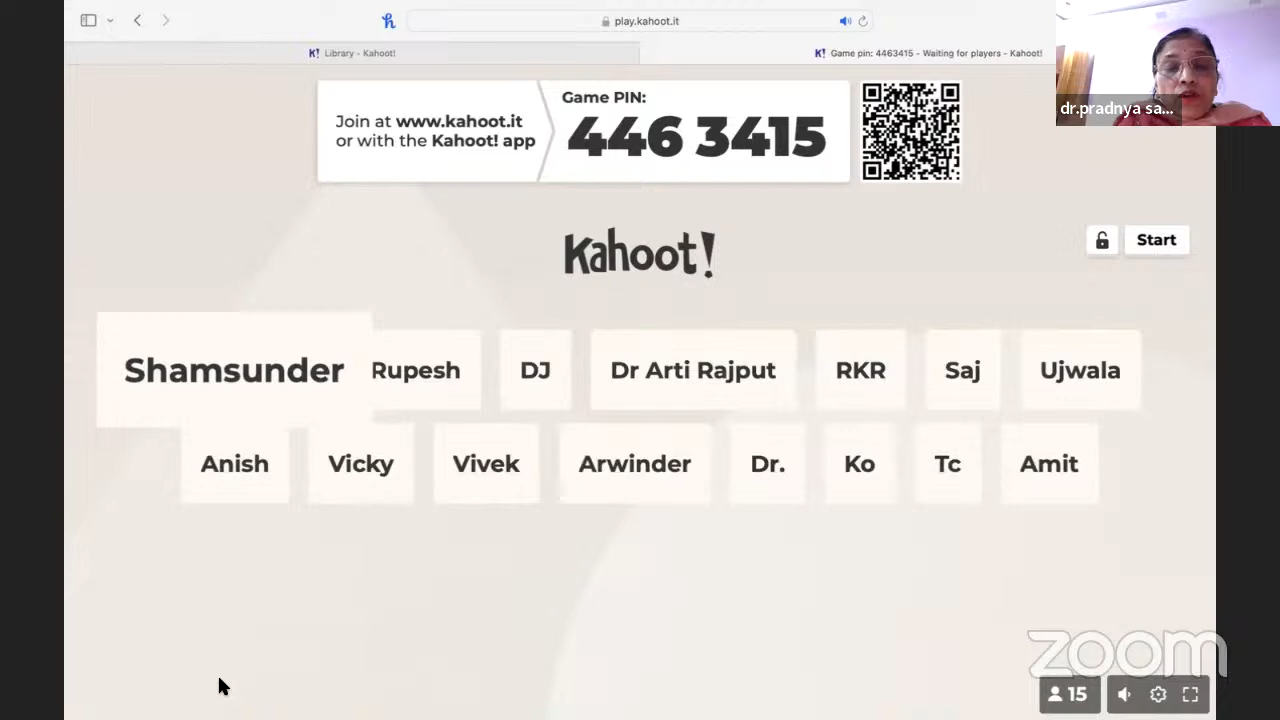 play.kahoot.it
K! Library - Kahoot!
K! Game pin: 4463415 - Waiting for players - Kahoot!
dr.pradnya sa...
Join at www.kahoot.it
or with the Kahoot! app
Game PIN:
446 3415
Kahoot!
Start
Shamsunder
Rupesh
DJ
Dr Arti Rajput
RKR
Saj
Ujwala
Anish
Vicky
Vivek
Arwinder
Dr.
Ko
Tc
Amit
zoom
15